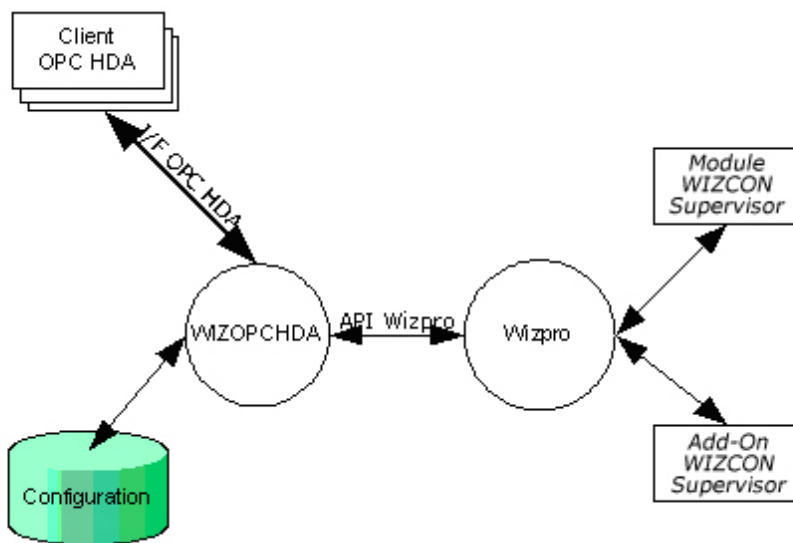 Client
OPC HDA
I/F OPC HDA
Module
WIZCON
Supervisor
WIZOPCHDA
API Wizpro
Wizpro
Configuration
Add-On
WIZCON
Supervisor